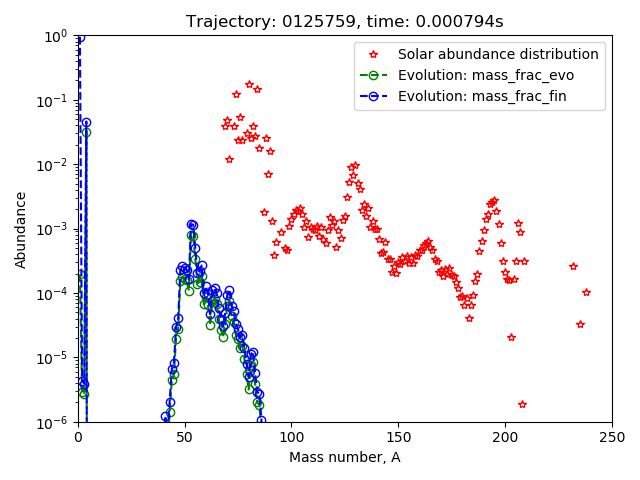 Trajectory: 0125759, time: 0.000794s
Solar abundance distribution
Evolution: mass_frac_evo
Evolution: mass_frac_fin
Abundance
10^0
10^-1
10^-2
10^-3
10^-4
10^-5
10^-6
0 50 100 150 200 250
Mass number, A